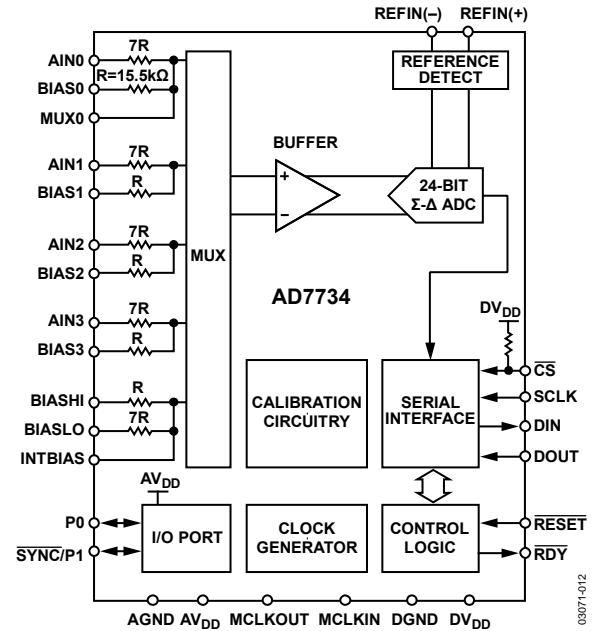 REFIN(–) REFIN(+)
AIN0
7R
R=15.5kΩ
BIAS0
MUX0
REFERENCE
DETECT
BUFFER
AIN1
7R
BIAS1
R
+
–
24-BIT
Σ-Δ ADC
AIN2
7R
BIAS2
R
MUX
AD7734
AIN3
7R
BIAS3
R
DVDD
BIASHI
R
BIASLO
7R
INTBIAS
CALIBRATION
CIRCUITRY
SERIAL
INTERFACE
CS
SCLK
DIN
DOUT
AVDD
P0
SYNC/P1
I/O PORT
CLOCK
GENERATOR
CONTROL
LOGIC
RESET
RDY
AGND AVDD MCLKOUT MCLKIN DGND DVDD
03071-012